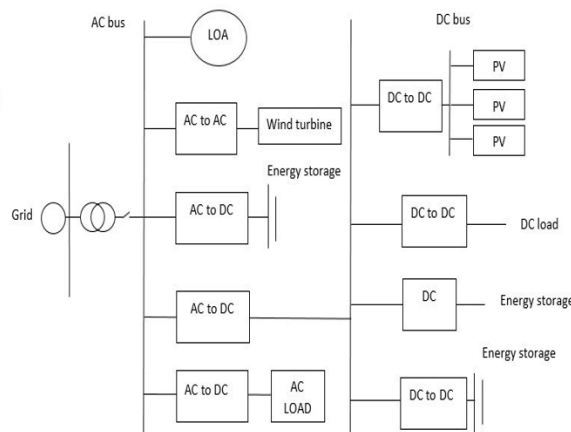 AC bus
DC bus
LOA
PV
DC to DC
PV
AC to AC
Wind turbine
PV
Energy storage
Grid
AC to DC
DC to DC
DC load
AC to DC
DC
Energy storage
Energy storage
AC to DC
AC
LOAD
DC to DC